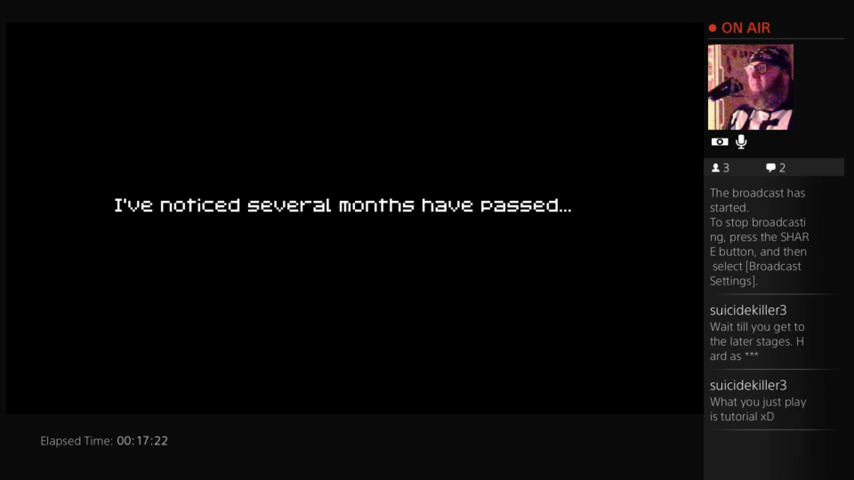 ON AIR
3 2
I've noticed several months have passed...
The broadcast has
started.
To stop broadcasti
ng, press the SHAR
E button, and then
select [Broadcast
Settings].
suicidekiller3
Wait till you get to
the later stages. H
ard as ***
suicidekiller3
What you just play
is tutorial xD
Elapsed Time: 00:17:22